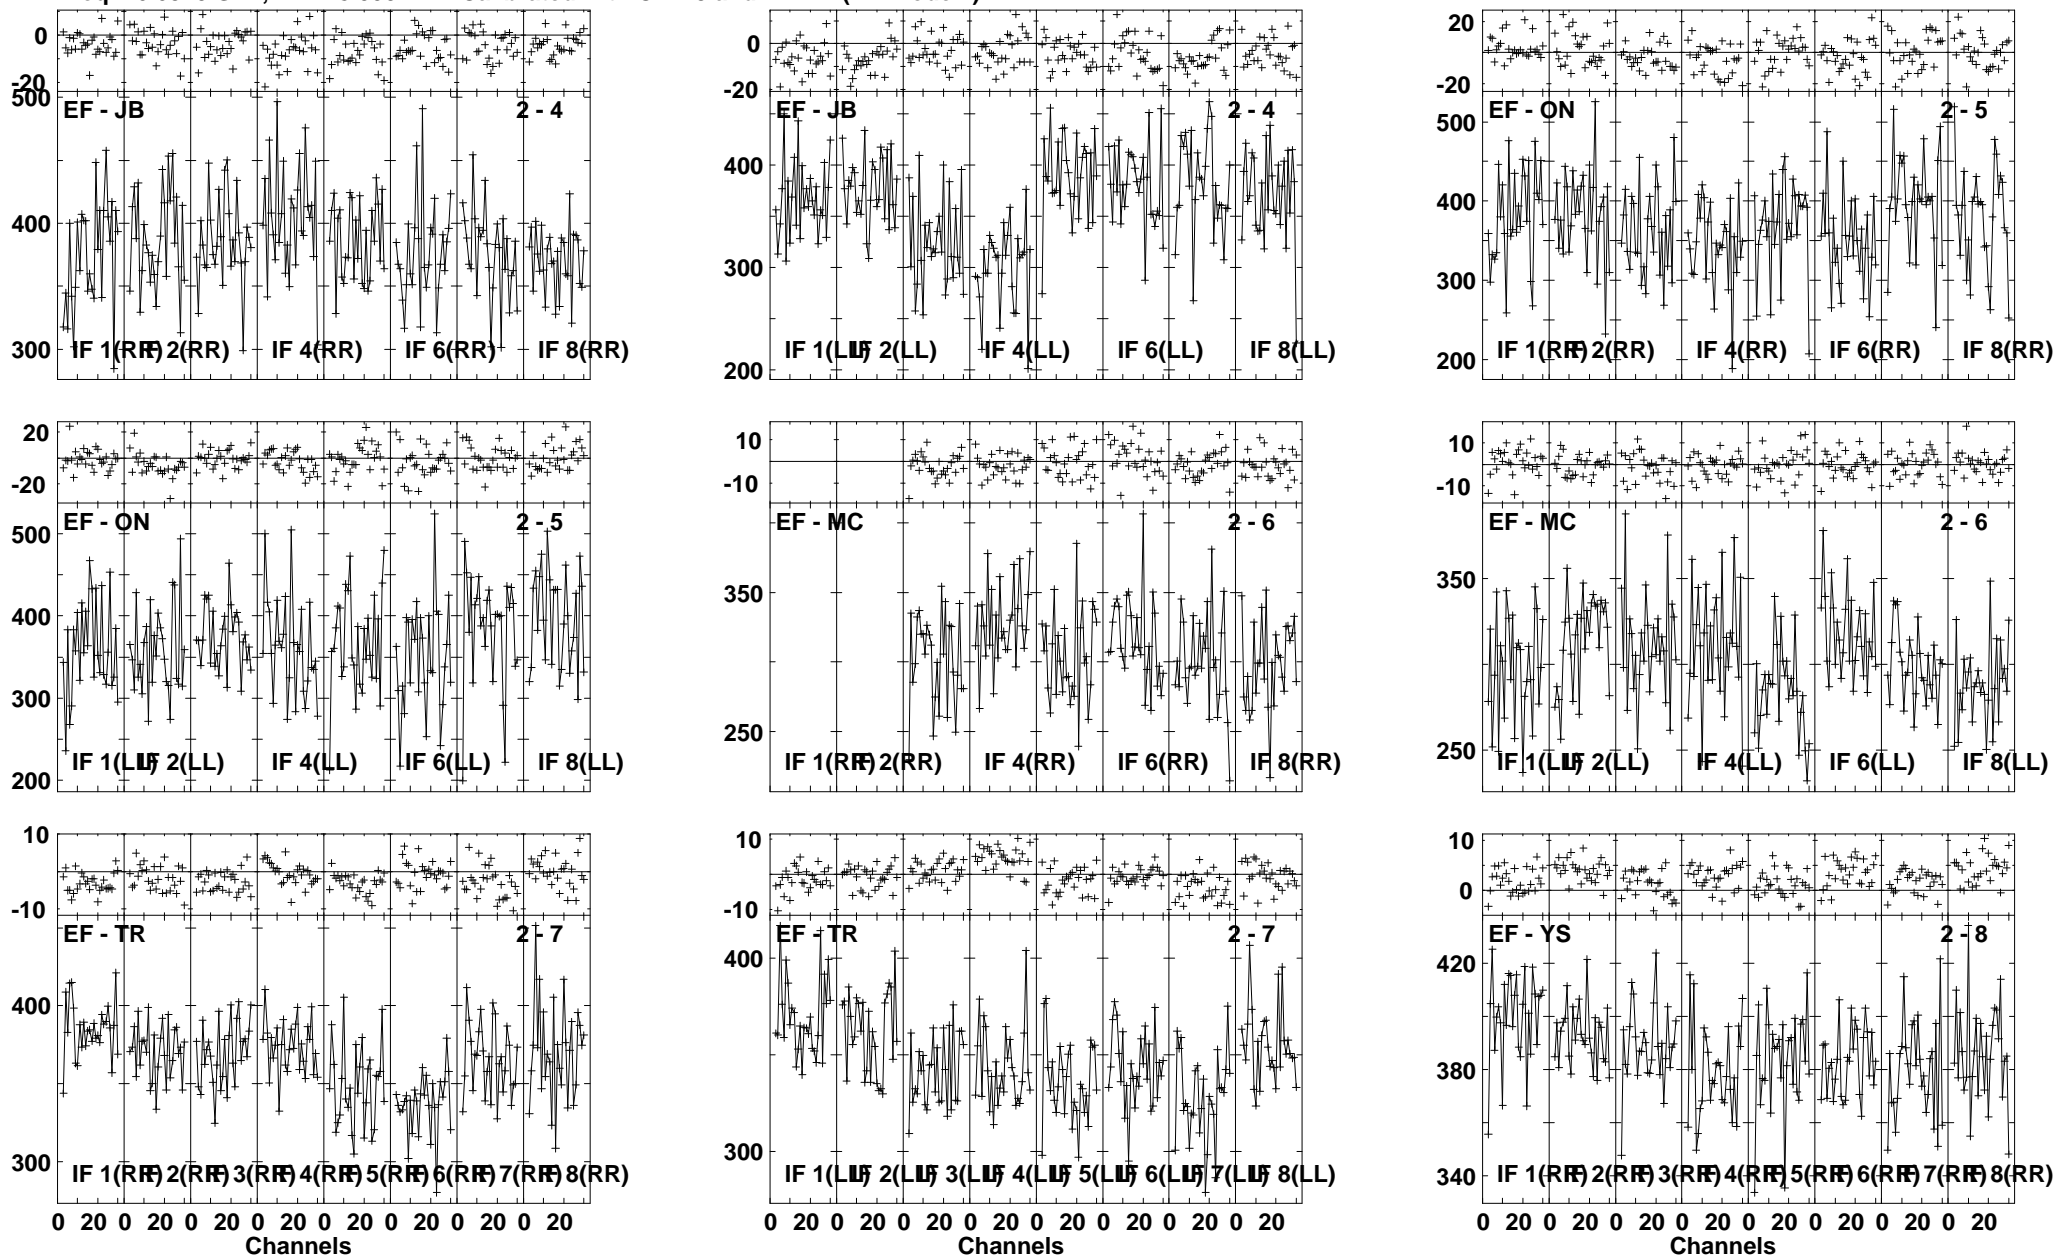 0
-20
0
-20
20
0
-20
500
400
300
EF - JB
2 - 4
IF 1(RR)
IF 2(RR)
IF 4(RR)
IF 6(RR)
IF 8(RR)
400
300
200
EF - JB
2 - 4
IF 1(LL)
IF 2(LL)
IF 4(LL)
IF 6(LL)
IF 8(LL)
500
400
300
200
EF - ON
2 - 5
IF 1(RR)
IF 2(RR)
IF 4(RR)
IF 6(RR)
IF 8(RR)
20
0
-20
500
400
300
200
EF - ON
2 - 5
IF 1(LL)
IF 2(LL)
IF 4(LL)
IF 6(LL)
IF 8(LL)
10
0
-10
350
250
EF - MC
2 - 6
IF 1(RR)
IF 2(RR)
IF 4(RR)
IF 6(RR)
IF 8(RR)
10
0
-10
350
250
EF - MC
2 - 6
IF 1(LL)
IF 2(LL)
IF 4(LL)
IF 6(LL)
IF 8(LL)
10
0
-10
400
300
EF - TR
2 - 7
IF 1(RR)
IF 2(RR)
IF 3(RR)
IF 4(RR)
IF 5(RR)
IF 6(RR)
IF 7(RR)
IF 8(RR)
0 20 0 20 0 20 0 20 0 20 0 20 0 20 0 20
Channels
10
0
-10
400
300
EF - TR
2 - 7
IF 1(LL)
IF 2(LL)
IF 3(LL)
IF 4(LL)
IF 5(LL)
IF 6(LL)
IF 7(LL)
IF 8(LL)
0 20 0 20 0 20 0 20 0 20 0 20 0 20 0 20
Channels
10
0
420
380
340
EF - YS
2 - 8
IF 1(RR)
IF 2(RR)
IF 3(RR)
IF 4(RR)
IF 5(RR)
IF 6(RR)
IF 7(RR)
IF 8(RR)
0 20 0 20 0 20 0 20 0 20 0 20 0 20 0 20
Channels